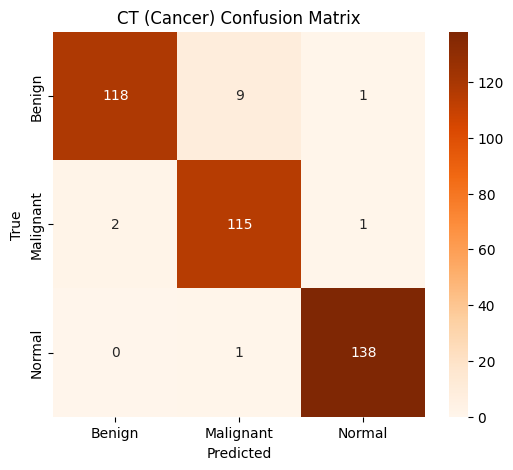 CT (Cancer) Confusion Matrix
Benign
118 9 1
Malignant
2 115 1
Normal
0 1 138
True
Benign Malignant Normal
Predicted
120
100
80
60
40
20
0